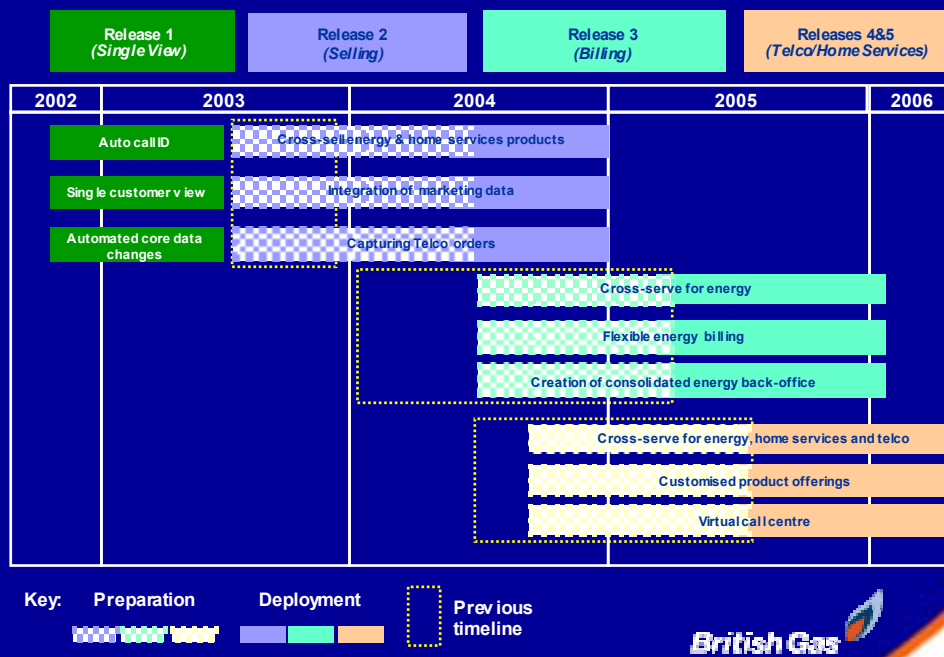 Release 1
(Single View)
Release 2
(Selling)
Release 3
(Billing)
Releases 4&5
(Telco/Home Services)
2002
2003
2004
2005
2006
Auto call ID
Cross-sell energy & home services products
Single customer view
Integration of marketing data
Automated core data
changes
Capturing Telco orders
Cross-serve for energy
Flexible energy billing
Creation of consolidated energy back-office
Cross-serve for energy, home services and telco
Customised product offerings
Virtual call centre
Key:
Preparation
Deployment
Previous
timeline
British Gas